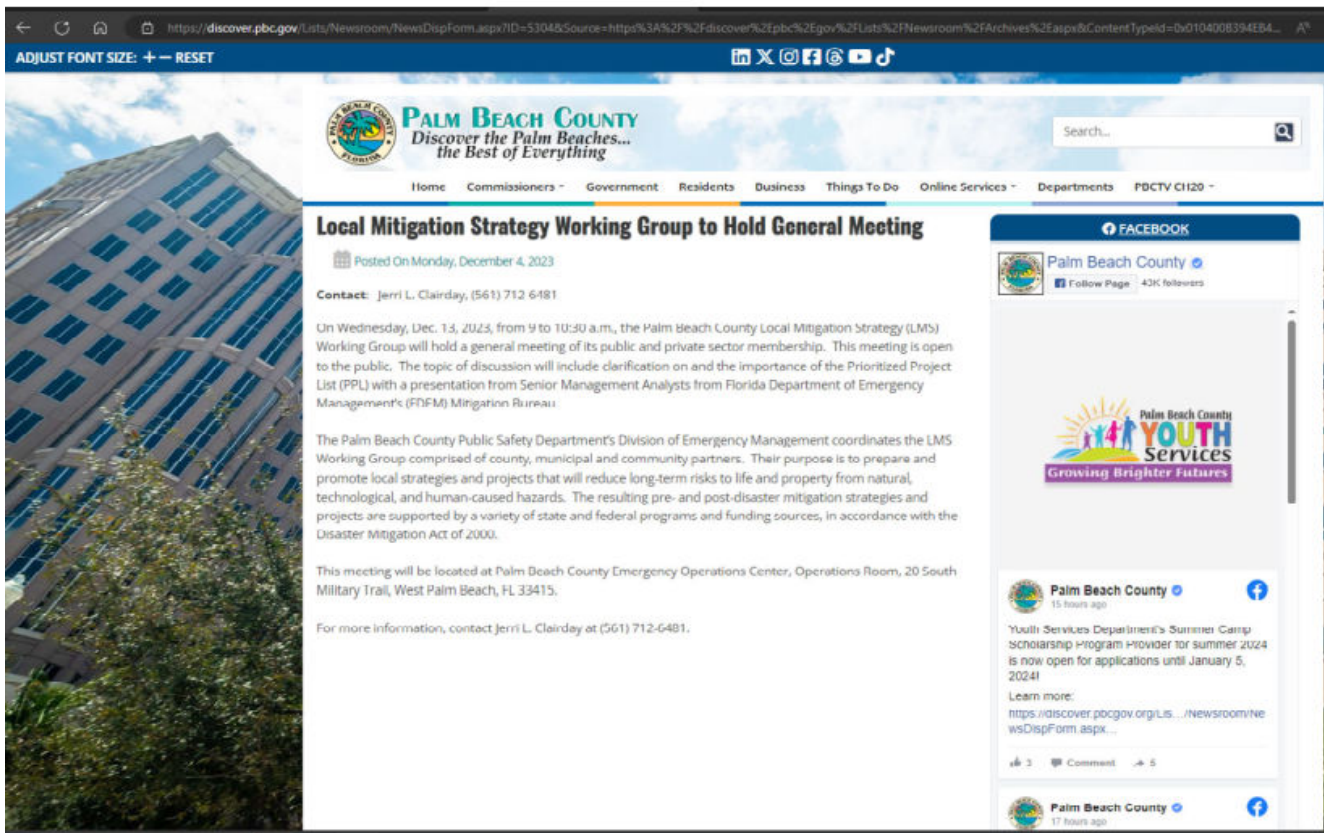 https://discover.pbc.gov/Lists/Newsroom/NewsDispForm.aspx?ID=5304&Source=https%3A%2F%2Fdiscover%2Epbc%2Egov%2FLists%2FNewsroom%2FArchives%2Easpx&ContentTypeId=0x0104008394EB4...
ADJUST FONT SIZE: + − RESET
PALM BEACH COUNTY
Discover the Palm Beaches...
the Best of Everything
PALM BEACH COUNTY
FLORIDA
Search...
Home Commissioners Government Residents Business Things To Do Online Services Departments PBCTV CH20
Local Mitigation Strategy Working Group to Hold General Meeting
Posted On Monday, December 4, 2023
Contact: Jerri L. Clairday, (561) 712 6481
On Wednesday, Dec. 13, 2023, from 9 to 10:30 a.m., the Palm Beach County Local Mitigation Strategy (LMS)
Working Group will hold a general meeting of its public and private sector membership. This meeting is open
to the public. The topic of discussion will include clarification on and the importance of the Prioritized Project
List (PPL) with a presentation from Senior Management Analysts from Florida Department of Emergency
Management's (FDEM) Mitigation Bureau
The Palm Beach County Public Safety Department's Division of Emergency Management coordinates the LMS
Working Group comprised of county, municipal and community partners. Their purpose is to prepare and
promote local strategies and projects that will reduce long-term risks to life and property from natural,
technological, and human-caused hazards. The resulting pre- and post-disaster mitigation strategies and
projects are supported by a variety of state and federal programs and funding sources, in accordance with the
Disaster Mitigation Act of 2000.
This meeting will be located at Palm Beach County Emergency Operations Center, Operations Room, 20 South
Military Trail, West Palm Beach, FL 33415.
For more information, contact Jerri L. Clairday at (561) 712-6481.
FACEBOOK
Palm Beach County
Follow Page 43K followers
Palm Beach County
YOUTH
Services
Growing Brighter Futures
Palm Beach County
15 hours ago
Youth Services Department's Summer Camp
Scholarship Program Provider for summer 2024
is now open for applications until January 5,
2024!
Learn more:
https://discover.pbcgov.org/Lis.../Newsroom/Ne
wsDispForm.aspx...
3 Comment 5
Palm Beach County
17 hours ago